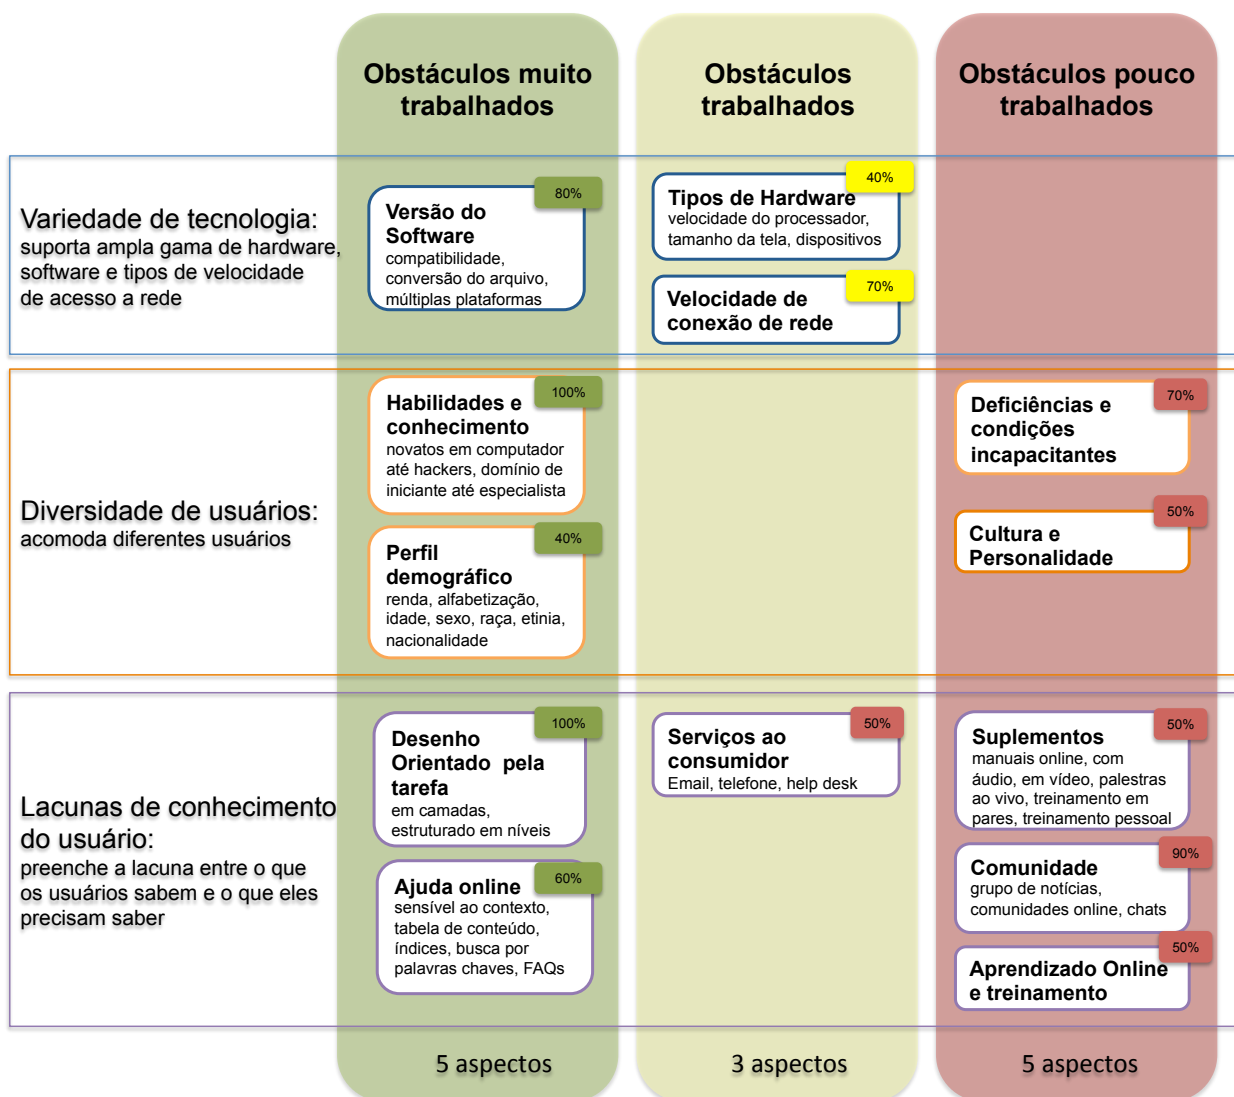 Obstáculos muito
trabalhados
Obstáculos
trabalhados
Obstáculos pouco
trabalhados
Variedade de tecnologia:
suporta ampla gama de hardware,
software e tipos de velocidade
de acesso a rede
80%
Versão do
Software
compatibilidade,
conversão do arquivo,
múltiplas plataformas
40%
Tipos de Hardware
velocidade do processador,
tamanho da tela, dispositivos
70%
Velocidade de
conexão de rede
Diversidade de usuários:
acomoda diferentes usuários
100%
Habilidades e
conhecimento
novatos em computador
até hackers, domínio de
iniciante até especialista
40%
Perfil
demográfico
renda, alfabetização,
idade, sexo, raça, etinia,
nacionalidade
70%
Deficiências e
condições
incapacitantes
50%
Cultura e
Personalidade
Lacunas de conhecimento
do usuário:
preenche a lacuna entre o que
os usuários sabem e o que eles
precisam saber
100%
Desenho
Orientado pela
tarefa
em camadas,
estruturado em níveis
60%
Ajuda online
sensível ao contexto,
tabela de conteúdo,
índices, busca por
palavras chaves, FAQs
50%
Serviços ao
consumidor
Email, telefone, help desk
50%
Suplementos
manuais online, com
áudio, em vídeo, palestras
ao vivo, treinamento em
pares, treinamento pessoal
90%
Comunidade
grupo de notícias,
comunidades online, chats
50%
Aprendizado Online
e treinamento
5 aspectos
3 aspectos
5 aspectos